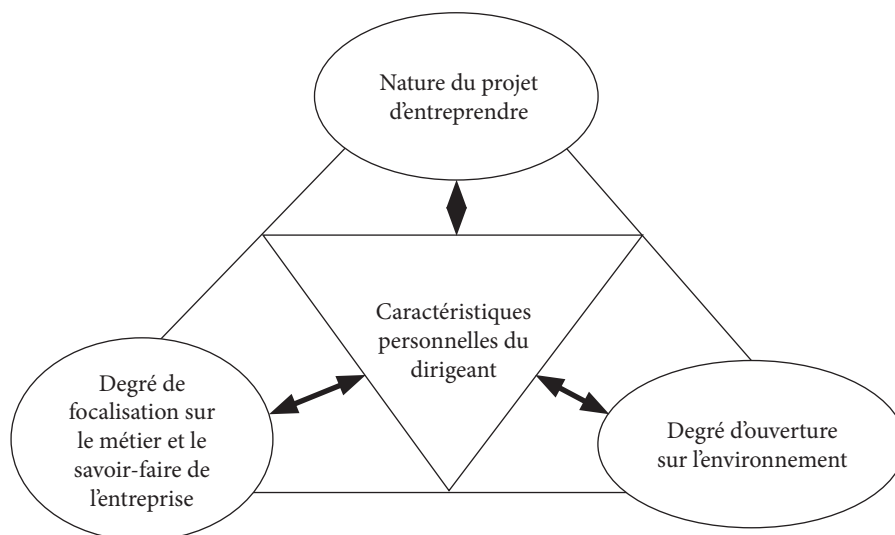 Nature du projet
d’entreprendre
Caractéristiques
personnelles du
dirigeant
Degré de
focalisation sur
le métier et le
savoir-faire de
l’entreprise
Degré d’ouverture
sur l’environnement